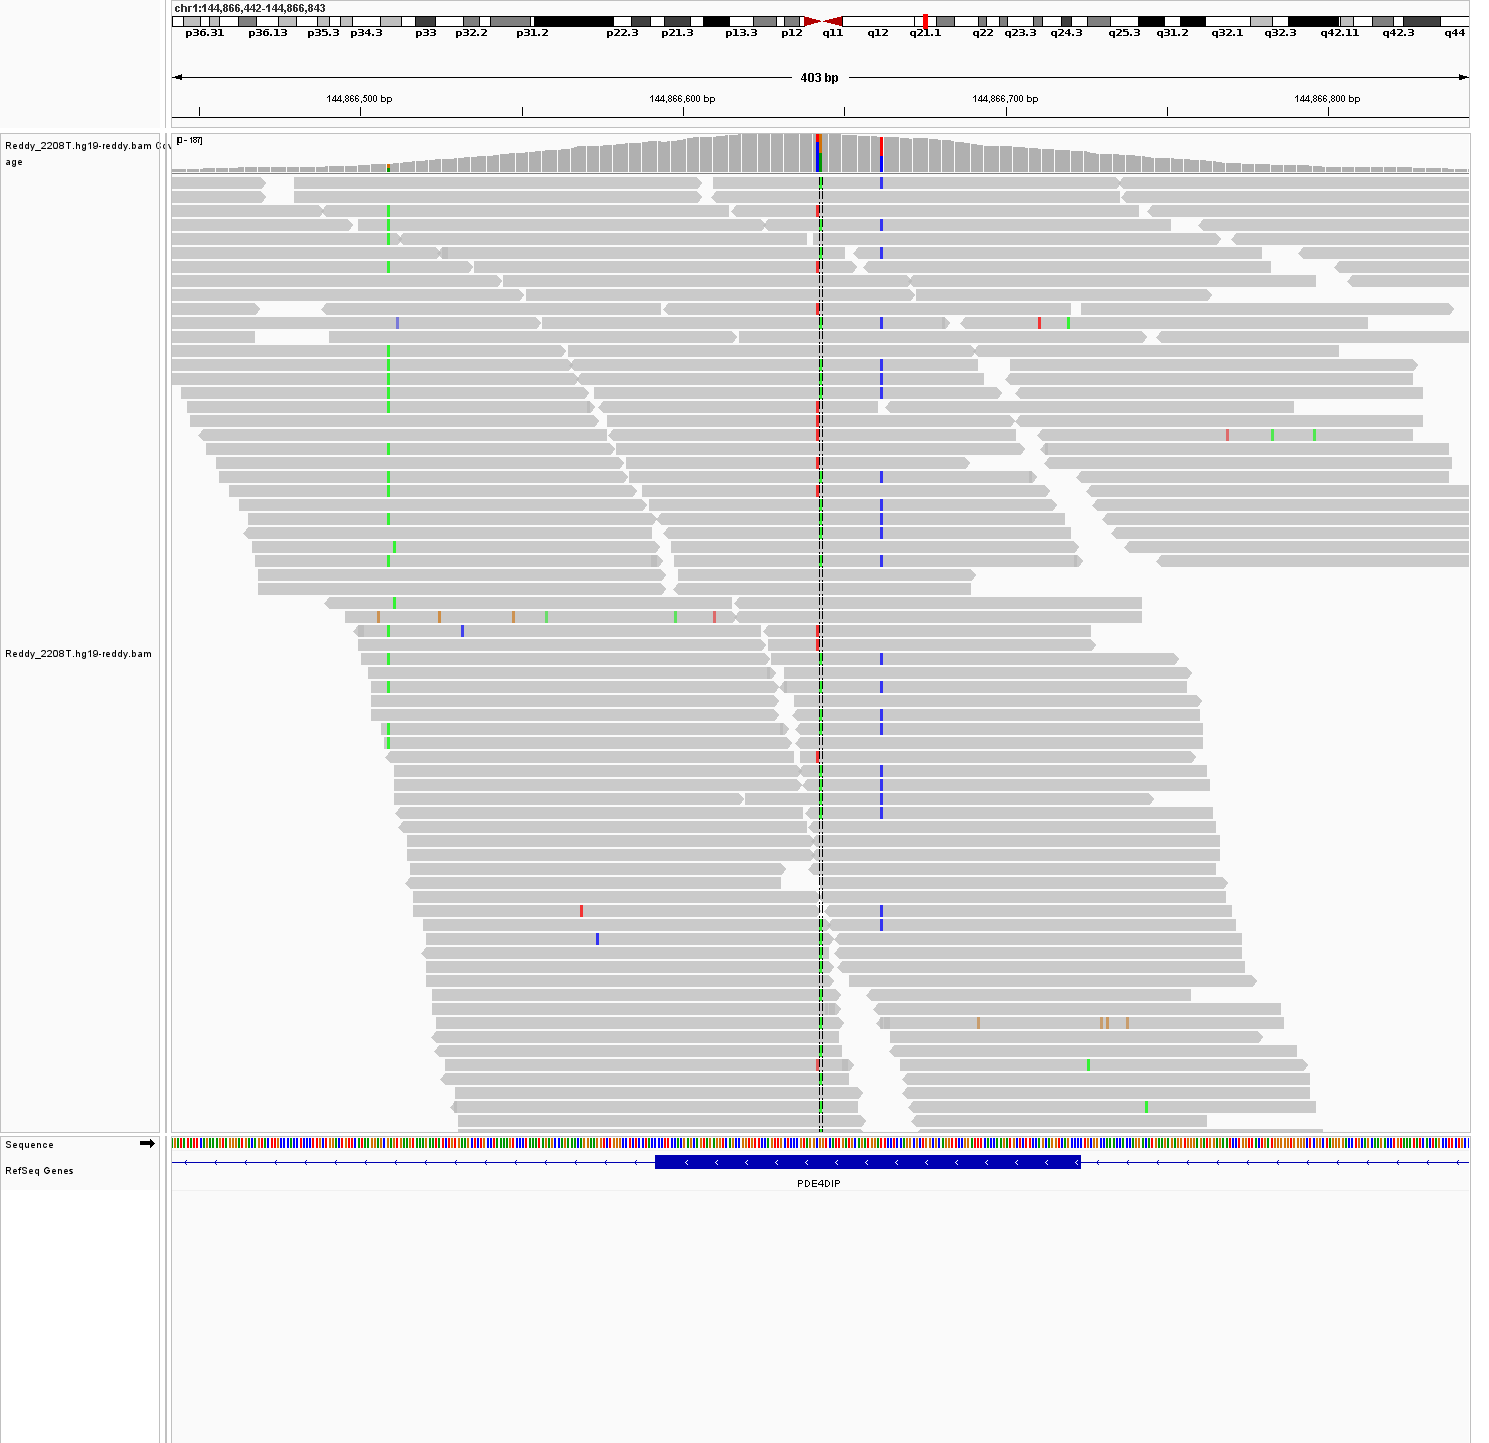 chr1:144,866,442-144,866,843
p36.31 p36.13 p35.3 p34.3 p33 p32.2 p31.2 p22.3 p21.3 p13.3 p12 q11 q12 q21.1 q22 q23.3 q24.3 q25.3 q31.2 q32.1 q32.3 q42.11 q42.3 q44
403 bp
144,866,500 bp 144,866,600 bp 144,866,700 bp 144,866,800 bp
[0 - 187]
Reddy_2208T.hg19-reddy.bam Cov
age
Reddy_2208T.hg19-reddy.bam
Sequence
RefSeq Genes
PDE4DIP